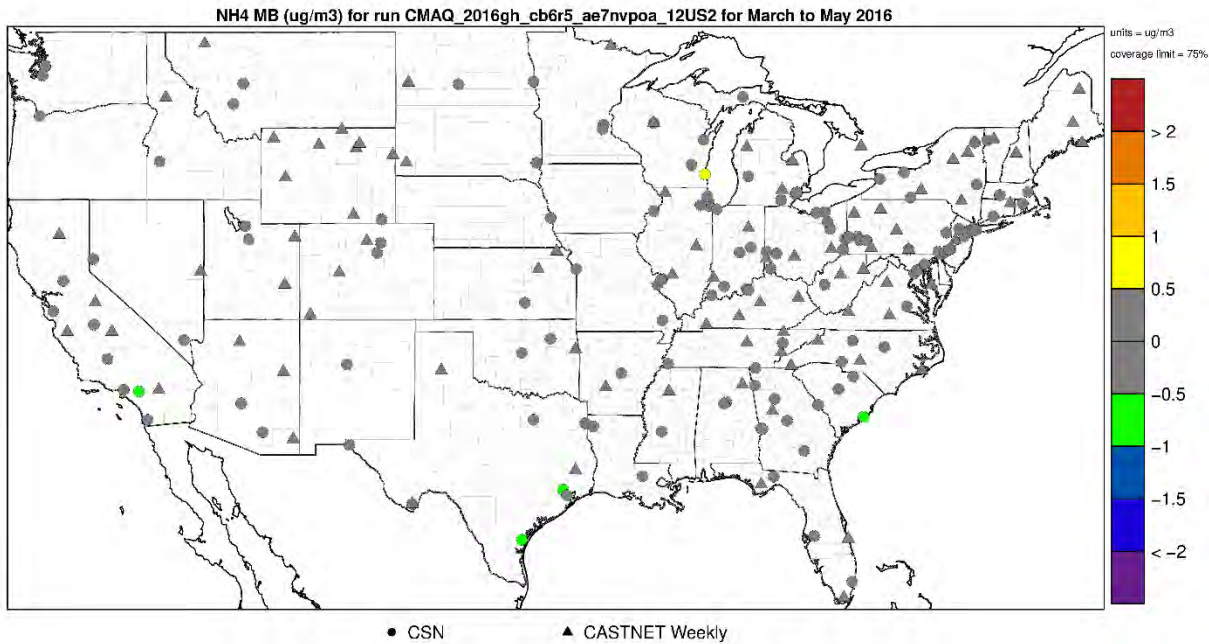 NH4 MB (ug/m3) for run CMAQ_2016gh_cb6r5_ae7nvpoa_12US2 for March to May 2016
units = ug/m3
coverage limit = 75%
> 2
1.5
1
0.5
0
−0.5
−1
−1.5
< −2
CSN
CASTNET Weekly